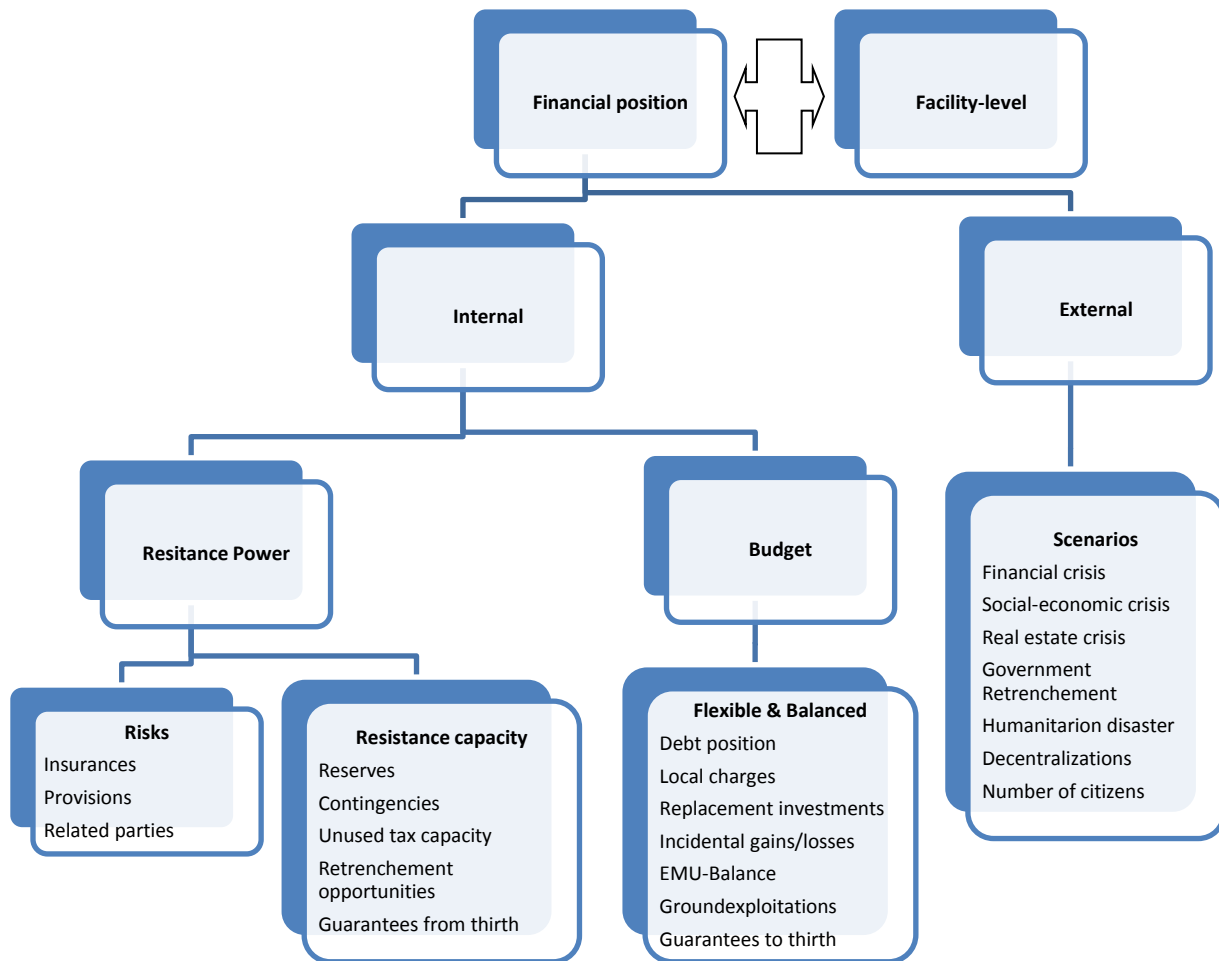 Financial position
Facility-level
Internal
External
Resitance Power
Budget
Scenarios
Financial crisis
Social-economic crisis
Real estate crisis
Government
Retrenchement
Humanitarion disaster
Decentralizations
Number of citizens
Risks
Insurances
Provisions
Related parties
Resistance capacity
Reserves
Contingencies
Unused tax capacity
Retrenchement
opportunities
Guarantees from thirth
Flexible & Balanced
Debt position
Local charges
Replacement investments
Incidental gains/losses
EMU-Balance
Groundexploitations
Guarantees to thirth